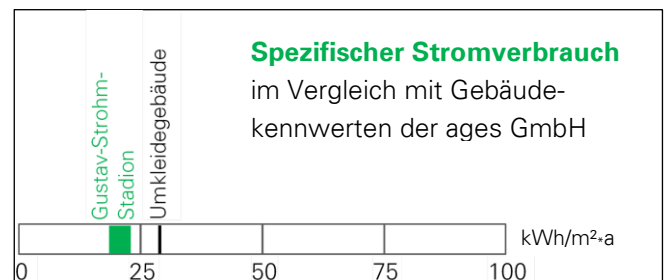 Spezifischer Stromverbrauch
im Vergleich mit Gebäude-
kennwerten der ages GmbH
Gustav-Strohm-
Stadion
Umkleidegebäude
kWh/m²*a
0 25 50 75 100